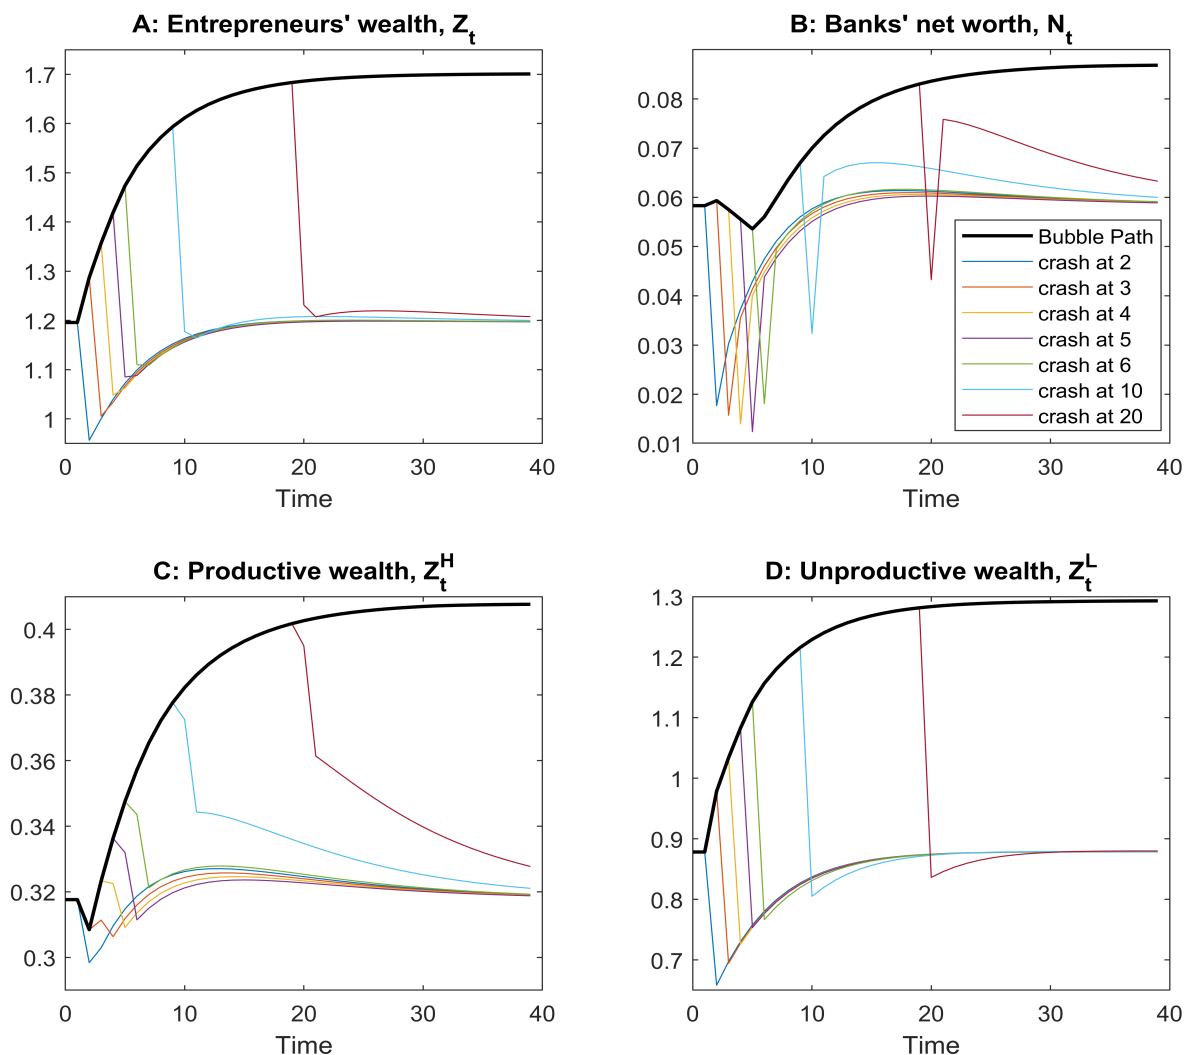 A: Entrepreneurs' wealth, Z_t
1.7
1.6
1.5
1.4
1.3
1.2
1.1
1
0 10 20 30 40
Time
B: Banks' net worth, N_t
0.08
0.07
0.06
0.05
0.04
0.03
0.02
0.01
0 10 20 30 40
Time
Bubble Path
crash at 2
crash at 3
crash at 4
crash at 5
crash at 6
crash at 10
crash at 20
C: Productive wealth, Z_t^H
0.4
0.38
0.36
0.34
0.32
0.3
0 10 20 30 40
Time
D: Unproductive wealth, Z_t^L
1.3
1.2
1.1
1
0.9
0.8
0.7
0 10 20 30 40
Time